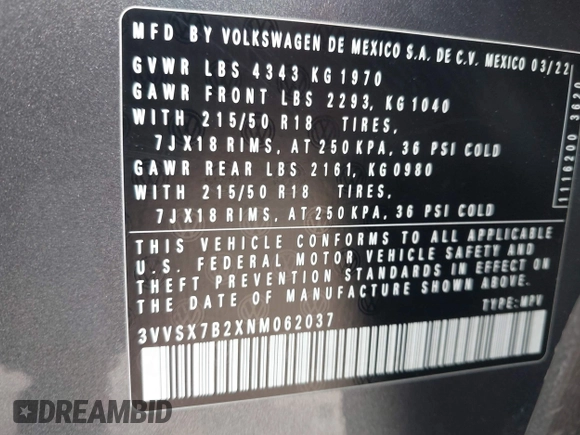 MFD BY VOLKSWAGEN DE MEXICO S.A. DE C.V. MEXICO 03/22
GVWR LBS 4343 KG 1970
GAWR FRONT LBS 2293, KG 1040
WITH 215/50 R18 TIRES,
7JX18 RIMS, AT 250 KPA, 36 PSI COLD
GAWR REAR LBS 2161, KG 0980
WITH 215/50 R18 TIRES,
7JX18 RIMS, AT 250 KPA, 36 PSI COLD
1116200 3620
THIS VEHICLE CONFORMS TO ALL APPLICABLE
U.S. FEDERAL MOTOR VEHICLE SAFETY AND
THEFT PREVENTION STANDARDS IN EFFECT ON
THE DATE OF MANUFACTURE SHOWN ABOVE.
TYPE: MPV
3VVSX7B2XNM062037
DREAMBID